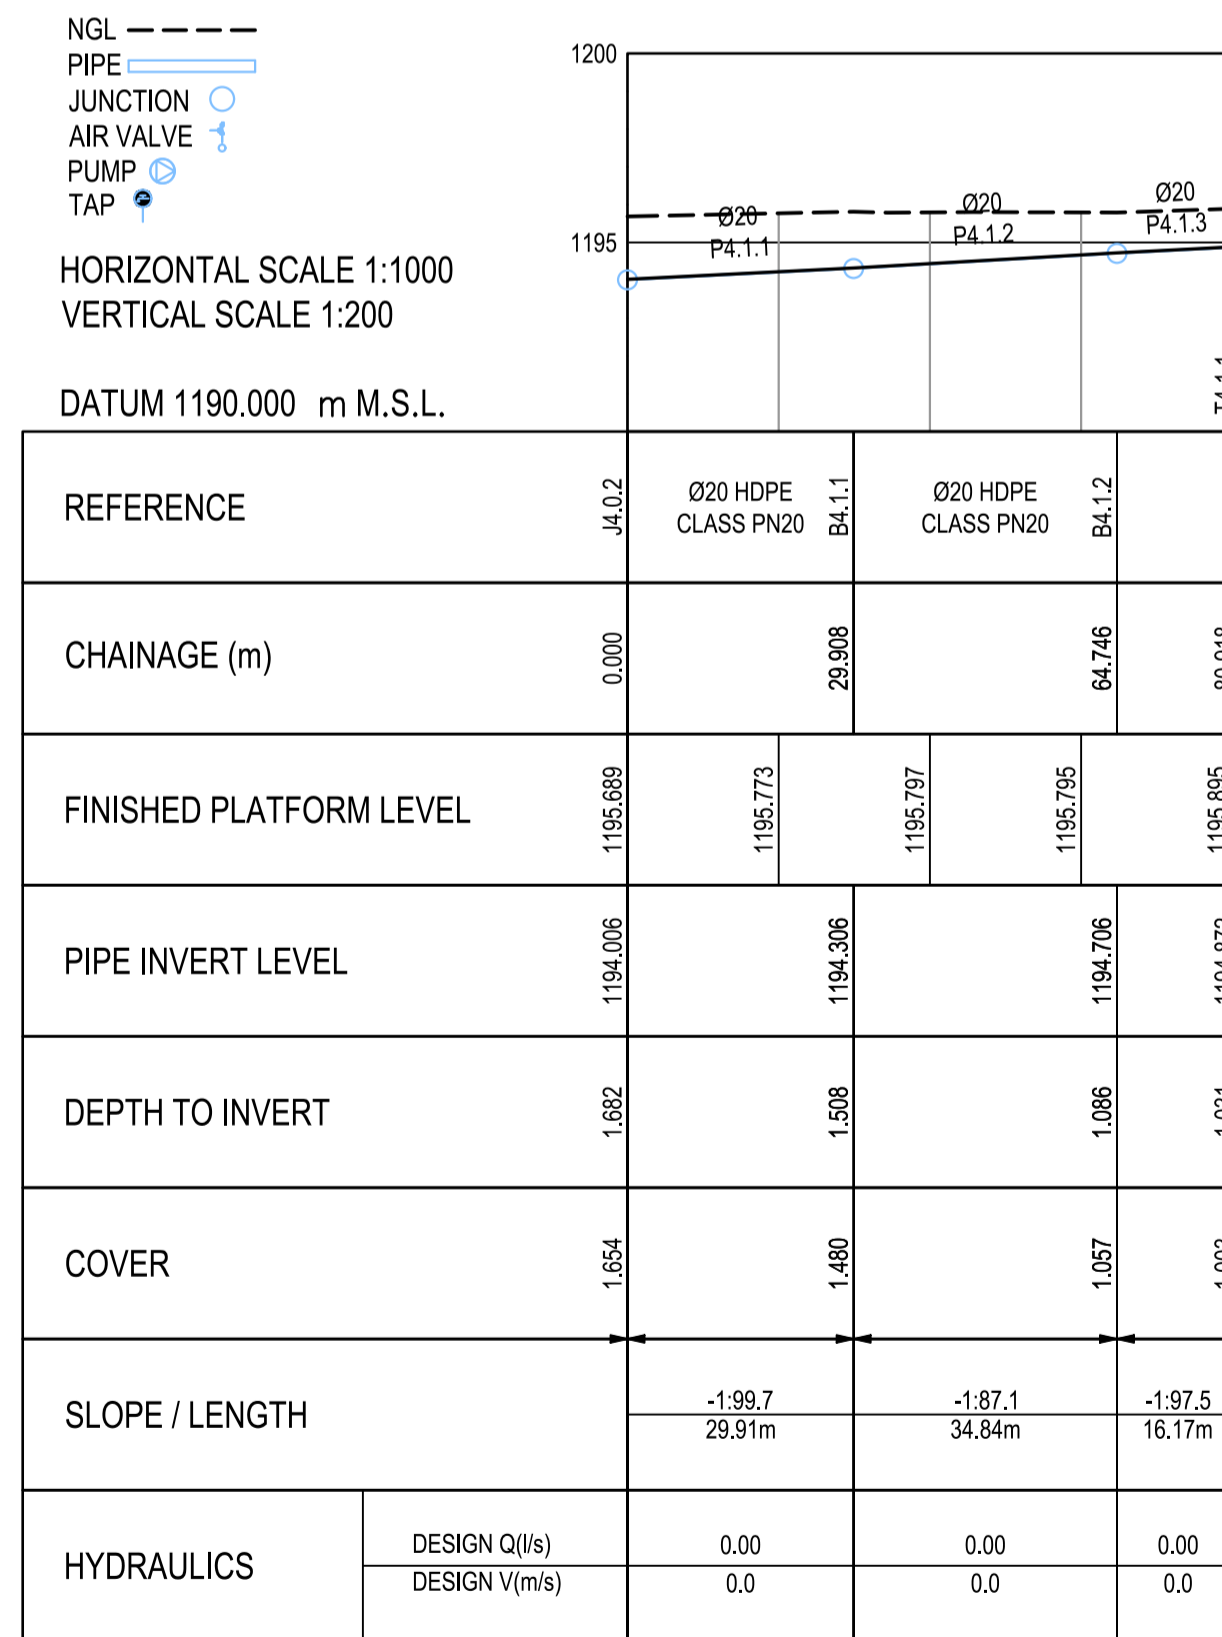 NGL
PIPE
JUNCTION
AIR VALVE
PUMP
TAP
HORIZONTAL SCALE 1:1000
VERTICAL SCALE 1:200
DATUM 1190.000 m M.S.L.
1200
1195
Ø20
P4.1.1
Ø20
P4.1.2
Ø20
P4.1.3
REFERENCE
J4.0.2
Ø20 HDPE
CLASS PN20
B4.1.1
Ø20 HDPE
CLASS PN20
B4.1.2
CHAINAGE (m)
0.000
29.908
64.746
FINISHED PLATFORM LEVEL
1195.689
1195.773
1195.797
1195.795
1195.895
PIPE INVERT LEVEL
1194.006
1194.306
1194.706
DEPTH TO INVERT
1.682
1.508
1.086
COVER
1.654
1.480
1.057
SLOPE / LENGTH
-1:99.7
29.91m
-1:87.1
34.84m
-1:97.5
16.17m
HYDRAULICS
DESIGN Q(l/s)
0.00
0.00
0.00
DESIGN V(m/s)
0.0
0.0
0.0